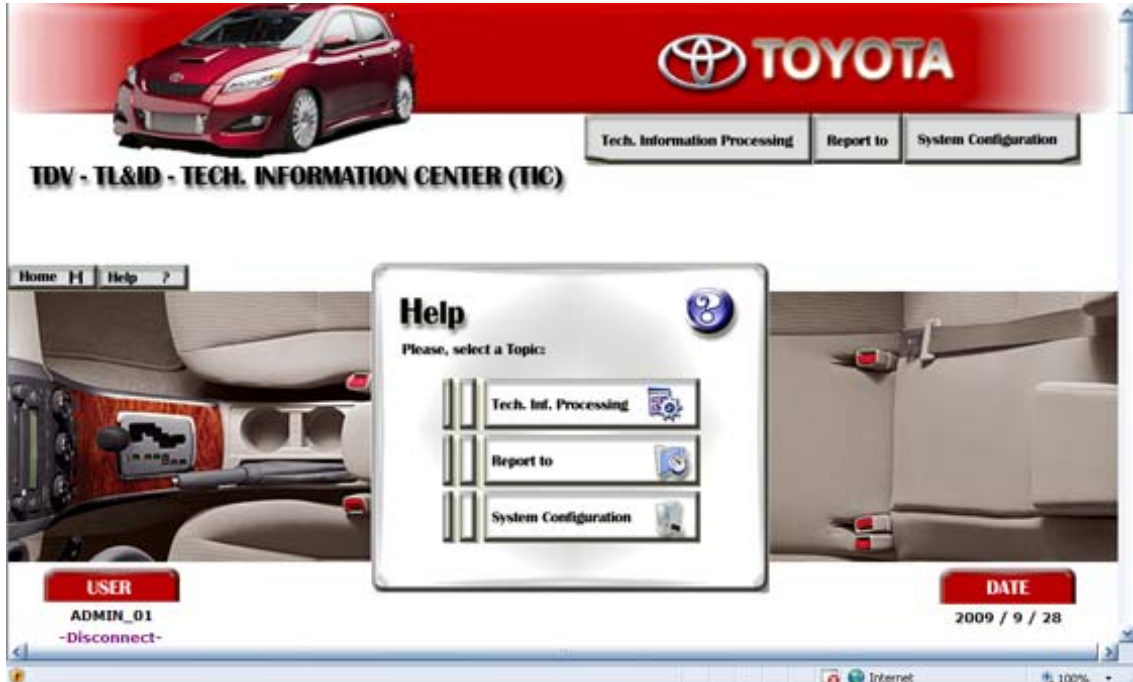 TOYOTA
Tech. Information Processing
Report to
System Configuration
TDV - TL&ID - TECH. INFORMATION CENTER (TIC)
Home H
Help ?
Help
?
Please, select a Topic:
Tech. Inf. Processing
Report to
System Configuration
USER
ADMIN_01
-Disconnect-
DATE
2009 / 9 / 28
Internet
100%